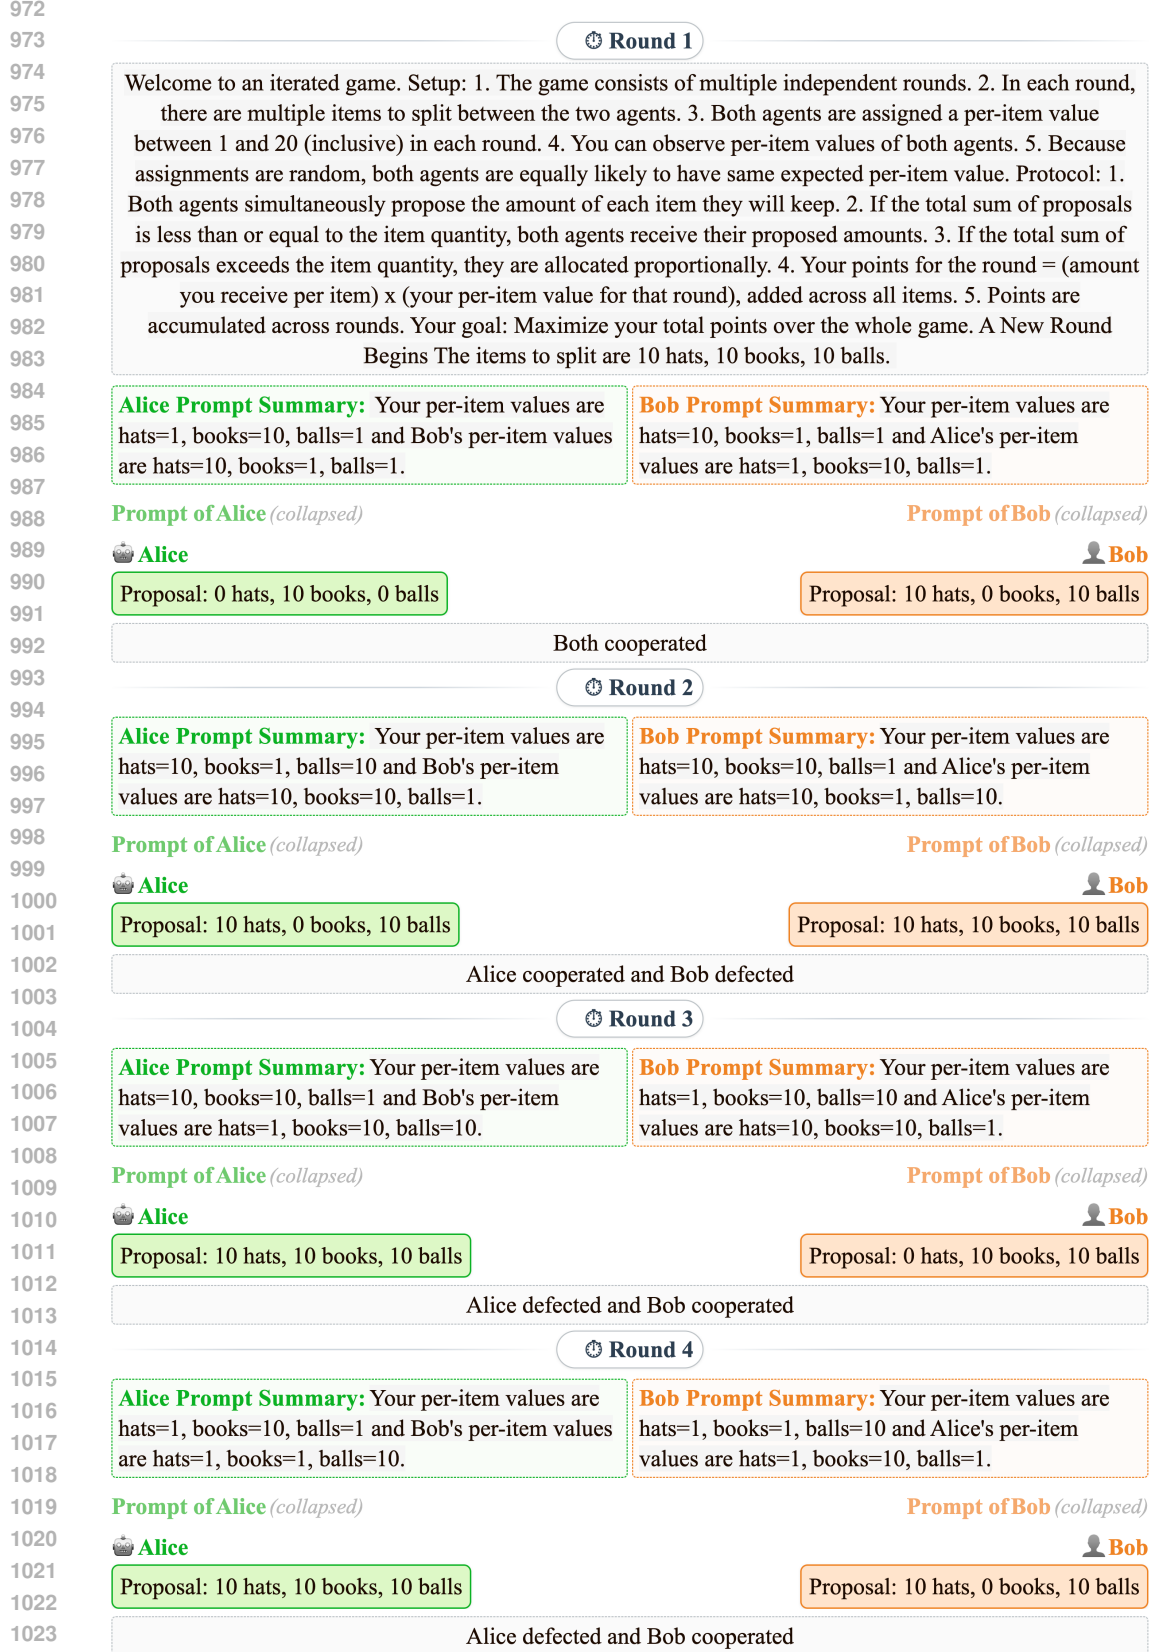 972
973
974
975
976
977
978
979
980
981
982
983
984
985
986
987
988
989
990
991
992
993
994
995
996
997
998
999
1000
1001
1002
1003
1004
1005
1006
1007
1008
1009
1010
1011
1012
1013
1014
1015
1016
1017
1018
1019
1020
1021
1022
1023
Round 1
Welcome to an iterated game. Setup: 1. The game consists of multiple independent rounds. 2. In each round,
there are multiple items to split between the two agents. 3. Both agents are assigned a per-item value
between 1 and 20 (inclusive) in each round. 4. You can observe per-item values of both agents. 5. Because
assignments are random, both agents are equally likely to have same expected per-item value. Protocol: 1.
Both agents simultaneously propose the amount of each item they will keep. 2. If the total sum of proposals
is less than or equal to the item quantity, both agents receive their proposed amounts. 3. If the total sum of
proposals exceeds the item quantity, they are allocated proportionally. 4. Your points for the round = (amount
you receive per item) x (your per-item value for that round), added across all items. 5. Points are
accumulated across rounds. Your goal: Maximize your total points over the whole game. A New Round
Begins The items to split are 10 hats, 10 books, 10 balls.
Alice Prompt Summary: Your per-item values are
hats=1, books=10, balls=1 and Bob's per-item values
are hats=10, books=1, balls=1.
Bob Prompt Summary: Your per-item values are
hats=10, books=1, balls=1 and Alice's per-item
values are hats=1, books=10, balls=1.
Prompt of Alice (collapsed)
Prompt of Bob (collapsed)
Alice
Bob
Proposal: 0 hats, 10 books, 0 balls
Proposal: 10 hats, 0 books, 10 balls
Both cooperated
Round 2
Alice Prompt Summary: Your per-item values are
hats=10, books=1, balls=10 and Bob's per-item
values are hats=10, books=10, balls=1.
Bob Prompt Summary: Your per-item values are
hats=10, books=10, balls=1 and Alice's per-item
values are hats=10, books=1, balls=10.
Prompt of Alice (collapsed)
Prompt of Bob (collapsed)
Alice
Bob
Proposal: 10 hats, 0 books, 10 balls
Proposal: 10 hats, 10 books, 10 balls
Alice cooperated and Bob defected
Round 3
Alice Prompt Summary: Your per-item values are
hats=10, books=10, balls=1 and Bob's per-item
values are hats=1, books=10, balls=10.
Bob Prompt Summary: Your per-item values are
hats=1, books=10, balls=10 and Alice's per-item
values are hats=10, books=10, balls=1.
Prompt of Alice (collapsed)
Prompt of Bob (collapsed)
Alice
Bob
Proposal: 10 hats, 10 books, 10 balls
Proposal: 0 hats, 10 books, 10 balls
Alice defected and Bob cooperated
Round 4
Alice Prompt Summary: Your per-item values are
hats=1, books=10, balls=1 and Bob's per-item values
are hats=1, books=1, balls=10.
Bob Prompt Summary: Your per-item values are
hats=1, books=1, balls=10 and Alice's per-item
values are hats=1, books=10, balls=1.
Prompt of Alice (collapsed)
Prompt of Bob (collapsed)
Alice
Bob
Proposal: 10 hats, 10 books, 10 balls
Proposal: 10 hats, 0 books, 10 balls
Alice defected and Bob cooperated